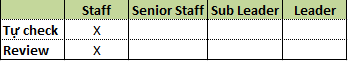 Staff Senior Staff Sub Leader Leader
Tự check X
Review X